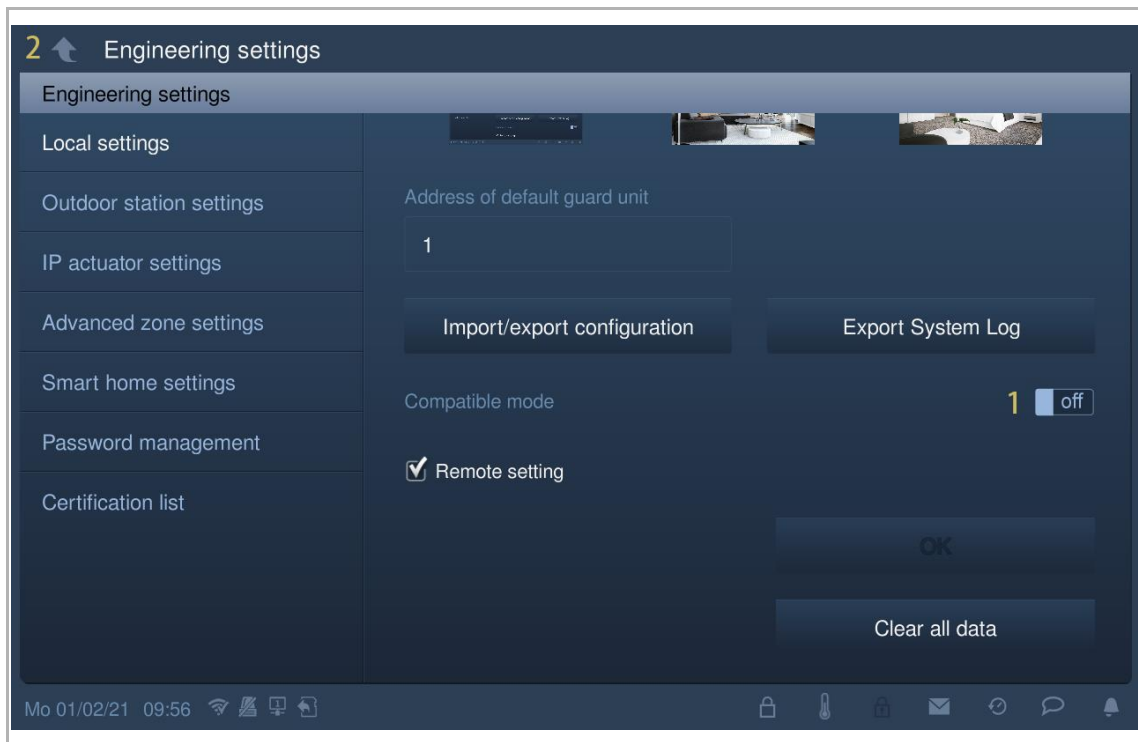 2 Engineering settings
Engineering settings
Local settings
Outdoor station settings
IP actuator settings
Advanced zone settings
Smart home settings
Password management
Certification list
Address of default guard unit
1
Import/export configuration
Export System Log
Compatible mode
1 off
Remote setting
OK
Clear all data
Mo 01/02/21 09:56